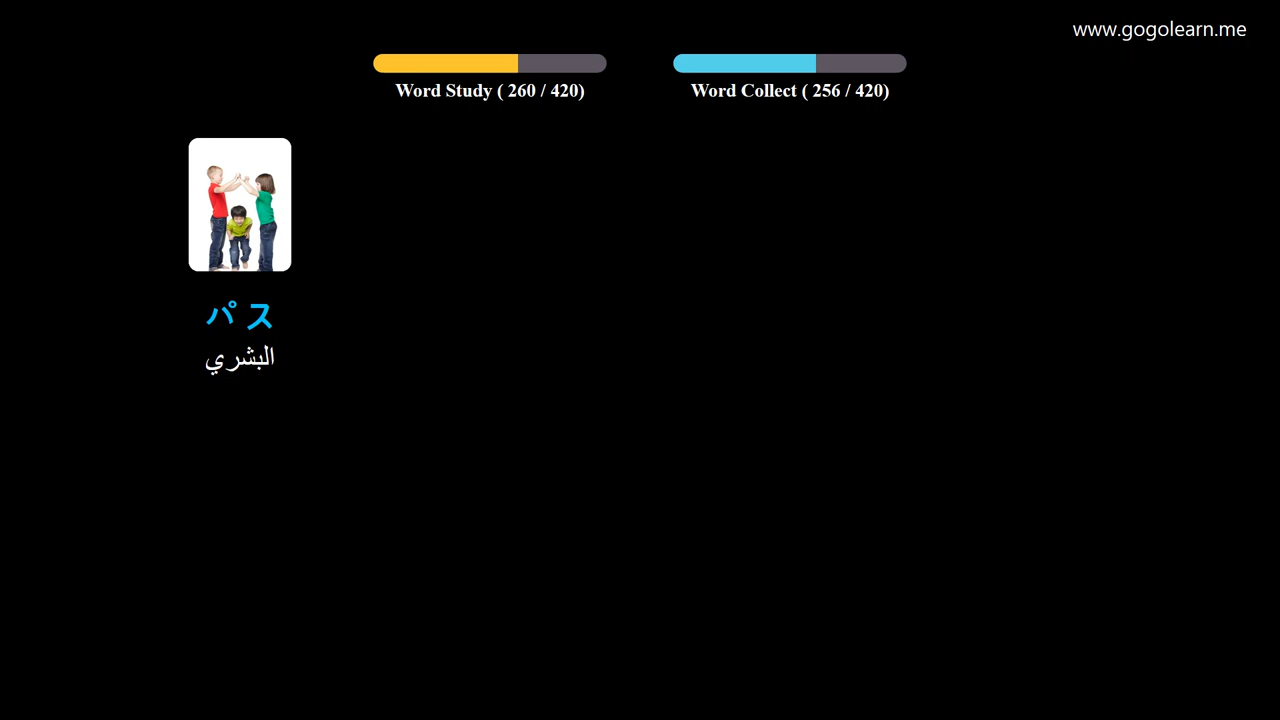 www.gogolearn.me
Word Study ( 260 / 420)
Word Collect ( 256 / 420)
パ ス
البشري